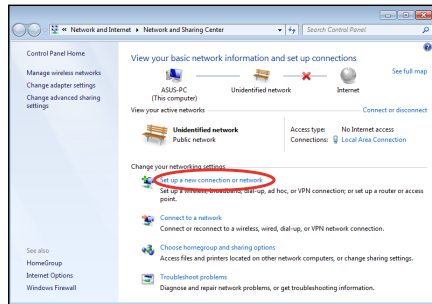 « Network and Internet ▸ Network and Sharing Center
Search Control Panel
Control Panel Home
Manage wireless networks
Change adapter settings
Change advanced sharing
settings
See also
HomeGroup
Internet Options
Windows Firewall
View your basic network information and set up connections
See full map
ASUS-PC
(This computer)
Unidentified network
Internet
View your active networks
Connect or disconnect
Unidentified network
Public network
Access type: No Internet access
Connections: Local Area Connection
Change your networking settings
Set up a new connection or network
Set up a wireless, broadband, dial-up, ad hoc, or VPN connection; or set up a router or access
point.
Connect to a network
Connect or reconnect to a wireless, wired, dial-up, or VPN network connection.
Choose homegroup and sharing options
Access files and printers located on other network computers, or change sharing settings.
Troubleshoot problems
Diagnose and repair network problems, or get troubleshooting information.